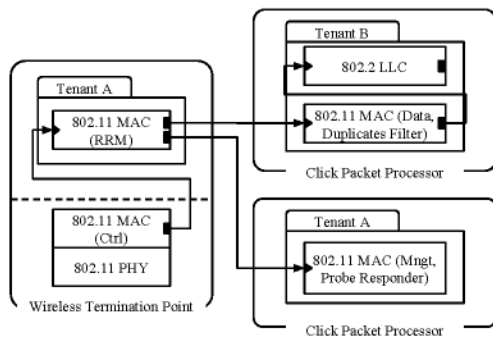 Tenant A
802.11 MAC
(RRM)
802.11 MAC
(Ctrl)
802.11 PHY
Wireless Termination Point
Tenant B
802.2 LLC
802.11 MAC (Data,
Duplicates Filter)
Click Packet Processor
Tenant A
802.11 MAC (Mngt,
Probe Responder)
Click Packet Processor